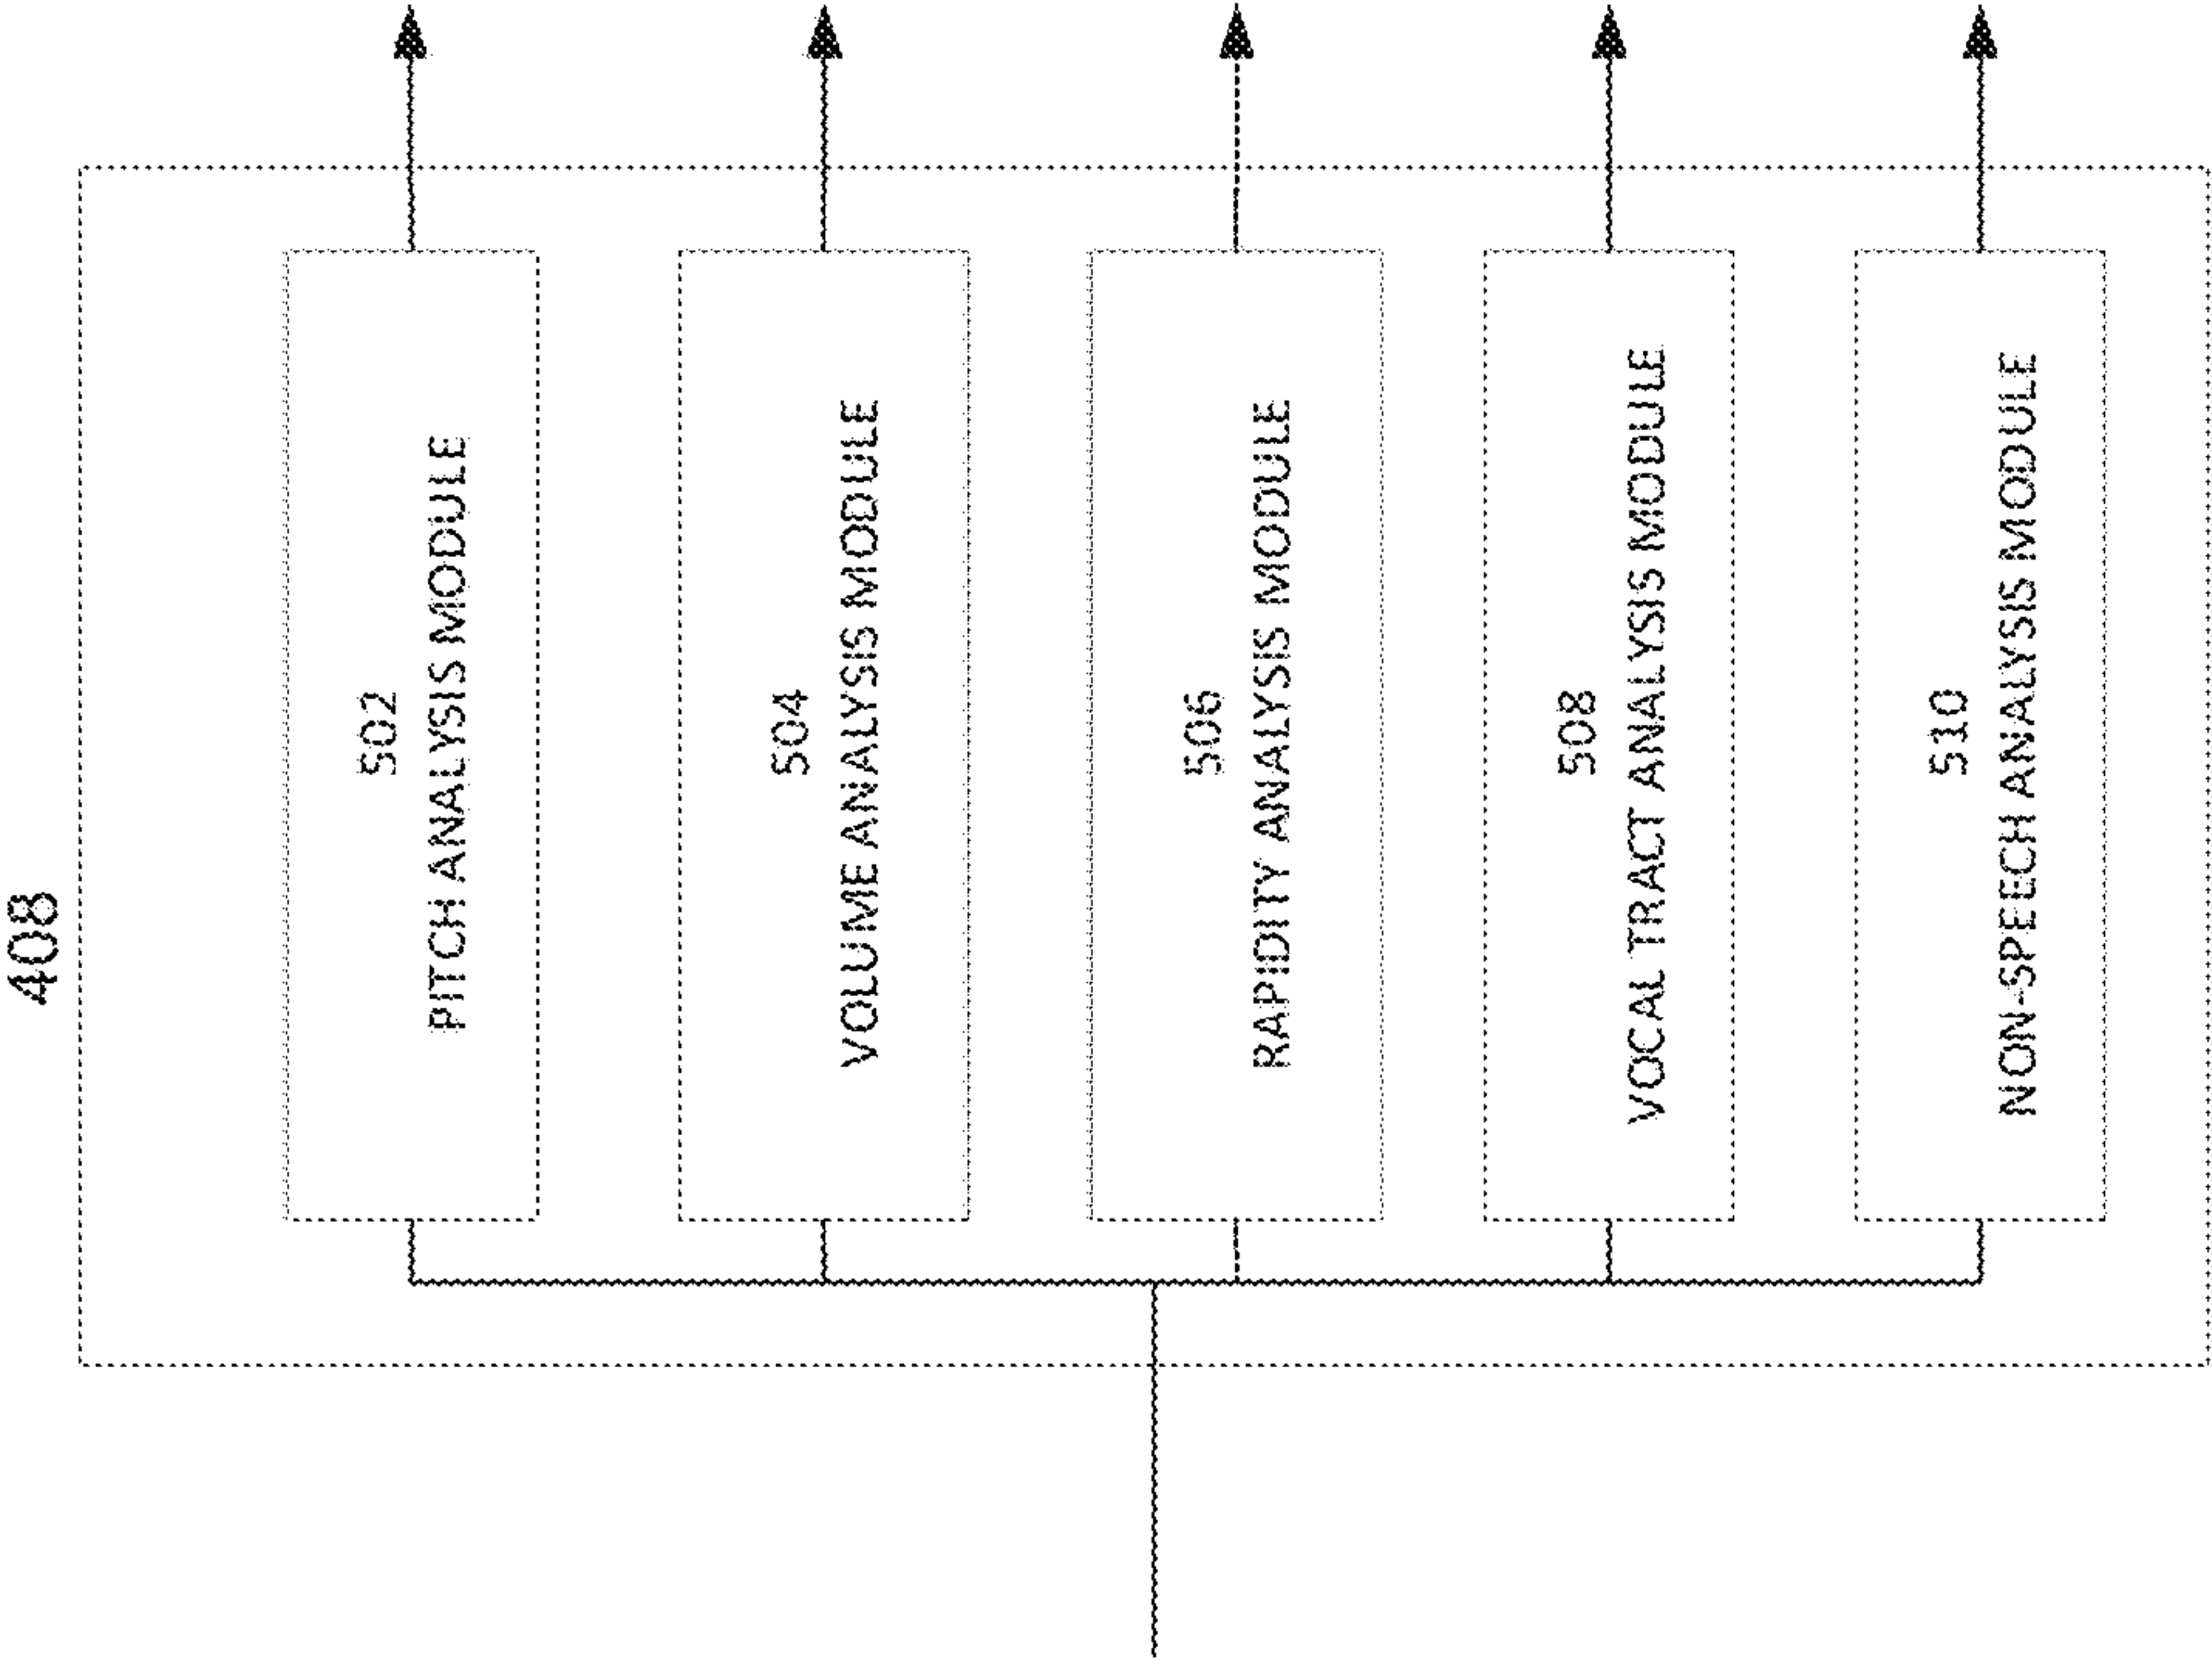 408
502
PITCH ANALYSIS MODULE
504
VOLUME ANALYSIS MODULE
506
RAPIDITY ANALYSIS MODULE
508
VOCAL TRACT ANALYSIS MODULE
510
NON-SPEECH ANALYSIS MODULE